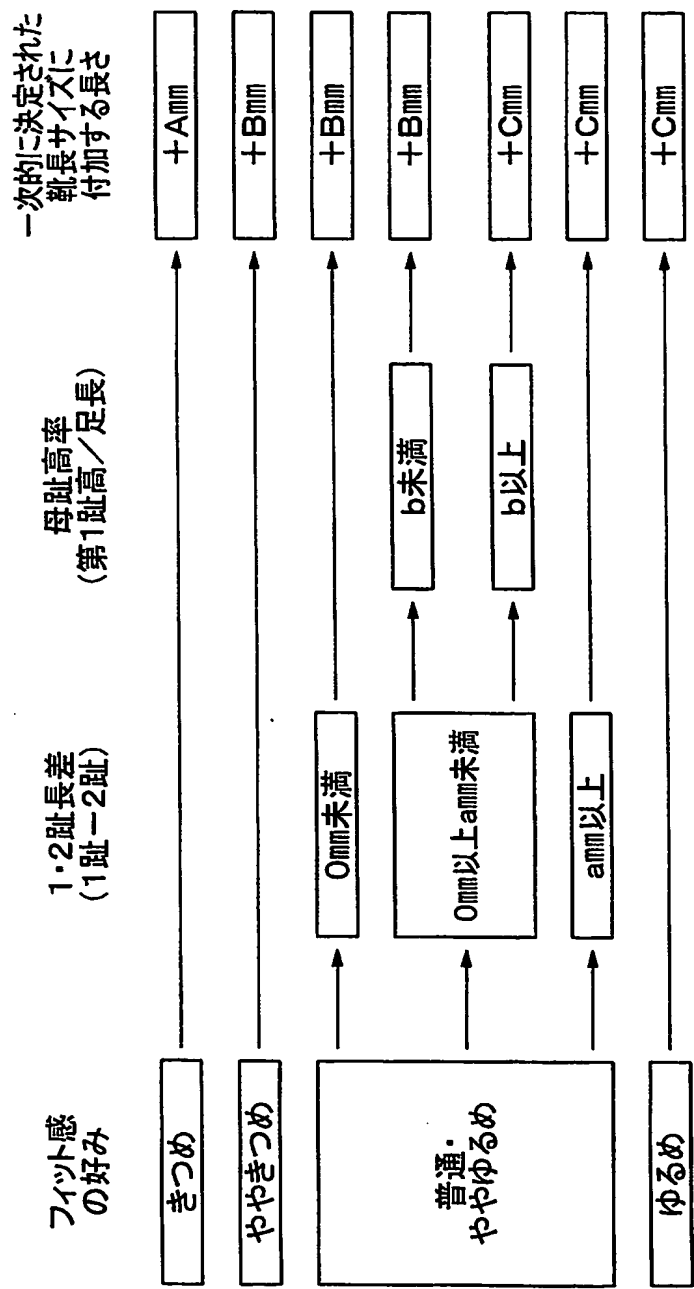 フィット感
の好み
1・2趾長差
(1趾ー2趾)
母趾高率
(第1趾高／足長)
一次的に決定された
靴長サイズに
付加する長さ
きつめ
+Amm
ややきつめ
+Bmm
普通・
ややゆるめ
0mm未満
+Bmm
0mm以上amm未満
b未満
+Bmm
b以上
+Cmm
amm以上
+Cmm
ゆるめ
+Cmm